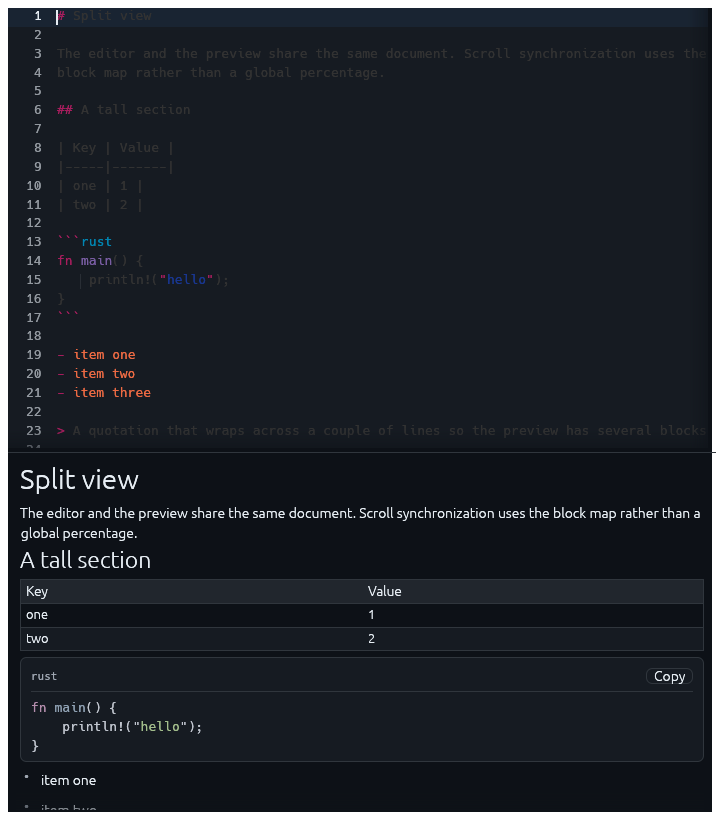 1 # Split view
2
3 The editor and the preview share the same document. Scroll synchronization uses the
4 block map rather than a global percentage.
5
6 ## A tall section
7
8 | Key | Value |
9 |-----|-------|
10 | one | 1 |
11 | two | 2 |
12
13 ```rust
14 fn main() {
15     println!("hello");
16 }
17 ```
18
19 - item one
20 - item two
21 - item three
22
23 > A quotation that wraps across a couple of lines so the preview has several blocks
24
Split view
The editor and the preview share the same document. Scroll synchronization uses the block map rather than a
global percentage.
A tall section
Key Value
one 1
two 2
rust Copy
fn main() {
    println!("hello");
}
• item one
• item two